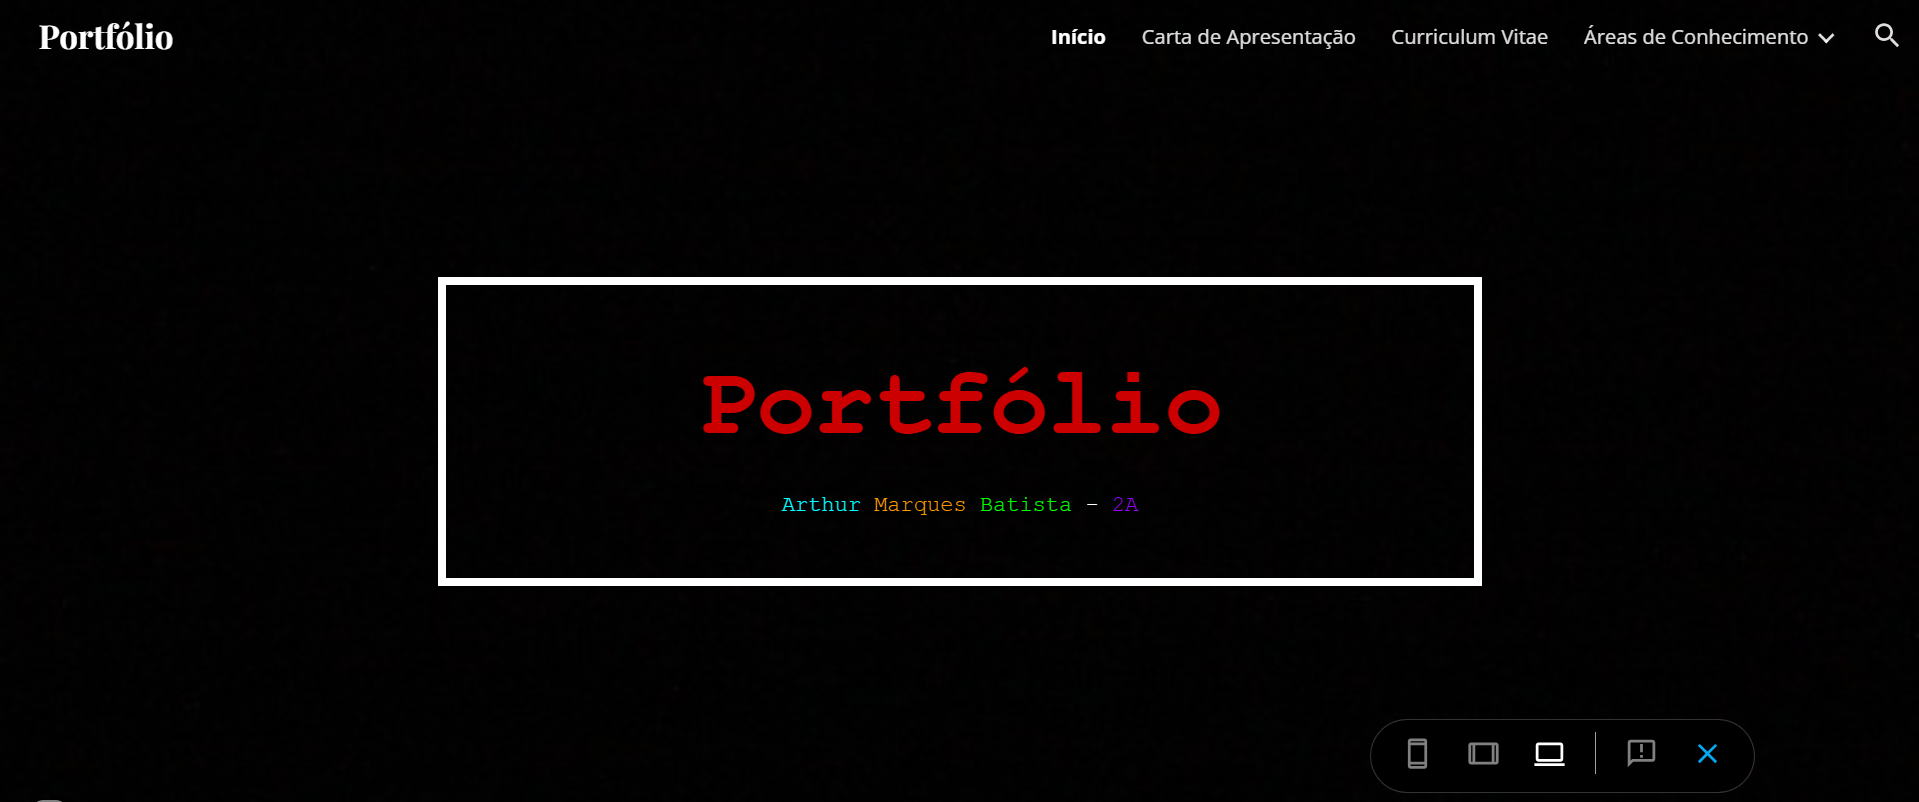 Portfólio
Início Carta de Apresentação Curriculum Vitae Áreas de Conhecimento
Portfólio
Arthur Marques Batista - 2A